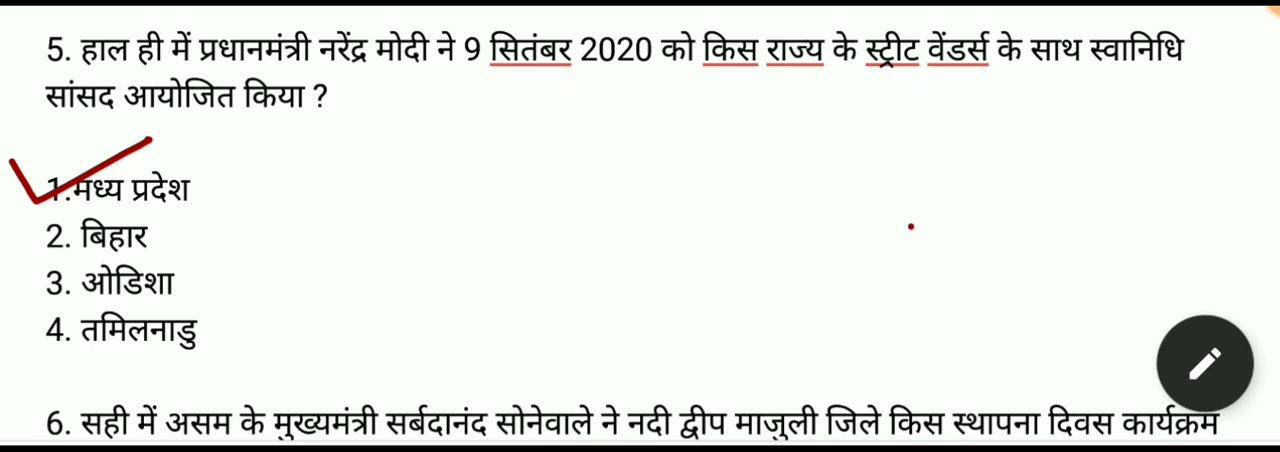 5. हाल ही में प्रधानमंत्री नरेंद्र मोदी ने 9 सितंबर 2020 को किस राज्य के स्ट्रीट वेंडर्स के साथ स्वानिधि
सांसद आयोजित किया ?
1.मध्य प्रदेश
2. बिहार
3. ओडिशा
4. तमिलनाडु
6. सही में असम के मुख्यमंत्री सर्बदानंद सोनेवाले ने नदी द्वीप माजुली जिले किस स्थापना दिवस कार्यक्रम